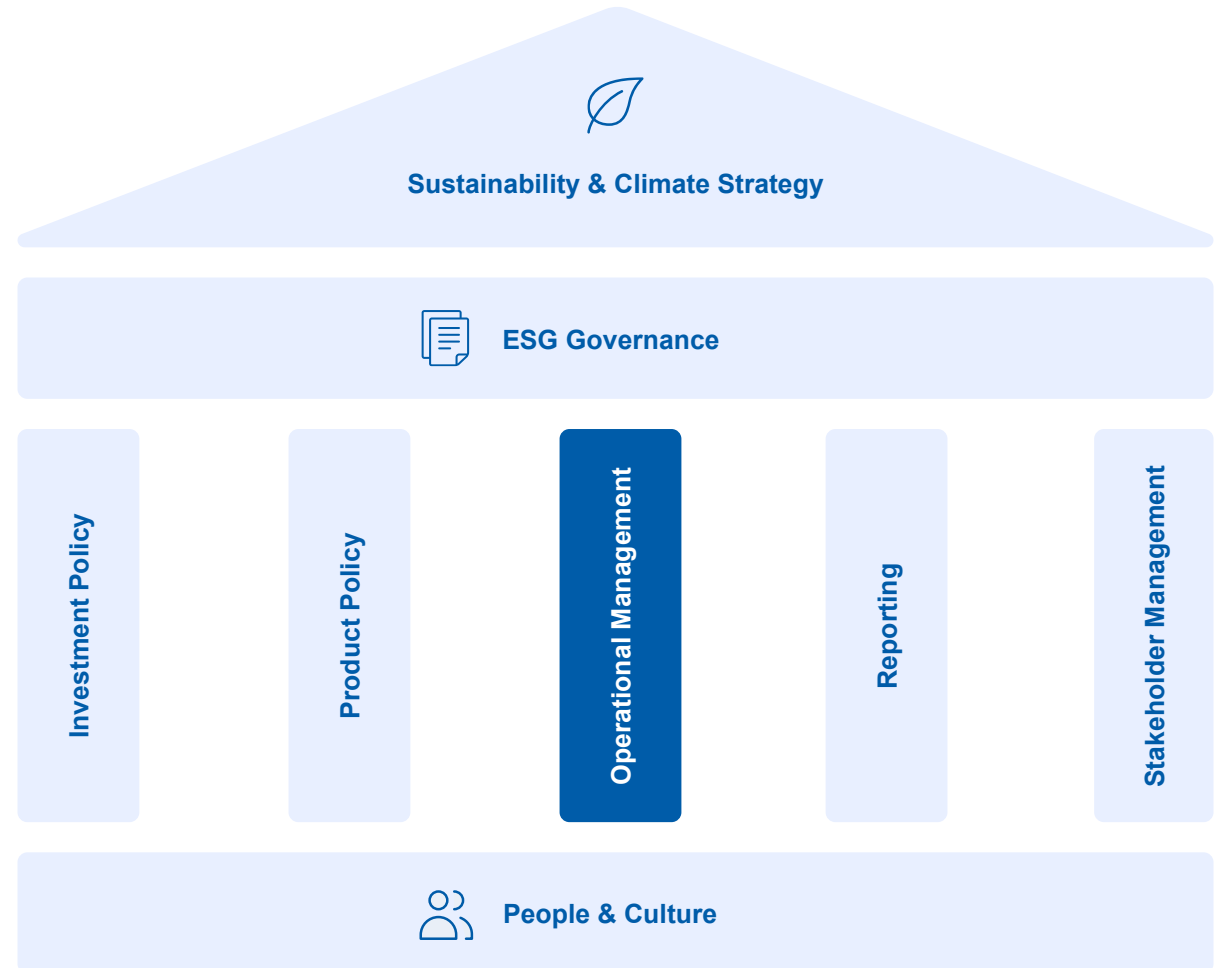 Sustainability & Climate Strategy
ESG Governance
Investment Policy
Product Policy
Operational Management
Reporting
Stakeholder Management
People & Culture